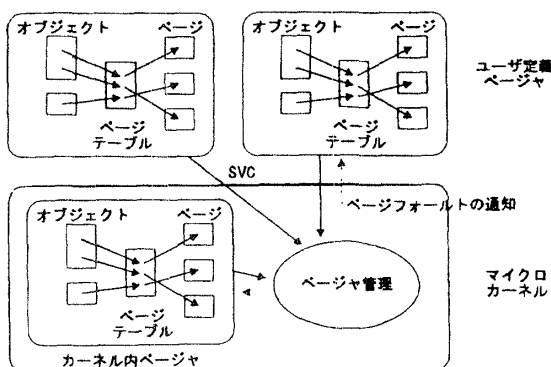 オブジェクト
ページ
ページ
テーブル
オブジェクト
ページ
ページ
テーブル
ユーザ定義
ページャ
SVC
ページフォールトの通知
オブジェクト
ページ
ページ
テーブル
カーネル内ページャ
ページャ管理
マイクロ
カーネル